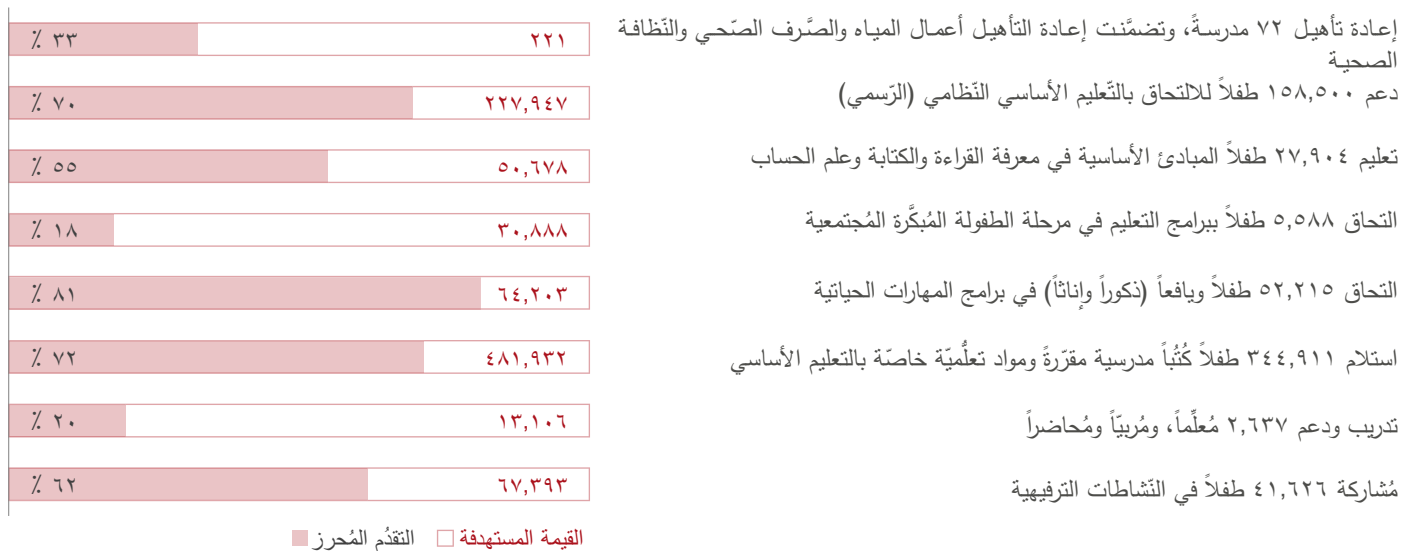 إعادة تأهيل ٧٢ مدرسةً، وتضمَّنت إعادة التأهيل أعمال المياه والصَّرف الصّحي والنّظافة
الصحية
٢٢١
٣٣ ٪
دعم ١٥٨,٥٠٠ طفلاً للالتحاق بالتّعليم الأساسي النّظامي (الرّسمي)
٢٢٧,٩٤٧
٧٠ ٪
تعليم ٢٧,٩٠٤ طفلاً المبادئ الأساسية في معرفة القراءة والكتابة وعلم الحساب
٥٠,٦٧٨
٥٥ ٪
التحاق ٥,٥٨٨ طفلاً ببرامج التعليم في مرحلة الطفولة المُبكَّرة المُجتمعية
٣٠,٨٨٨
١٨ ٪
التحاق ٥٢,٢١٥ طفلاً ويافعاً (ذكوراً وإناثاً) في برامج المهارات الحياتية
٦٤,٢٠٣
٨١ ٪
استلام ٣٤٤,٩١١ طفلاً كُتُباً مدرسية مقرّرةً ومواد تعلُّميّة خاصّة بالتعليم الأساسي
٤٨١,٩٣٢
٧٢ ٪
تدريب ودعم ٢,٦٣٧ مُعلِّماً، ومُربيّاً ومُحاضراً
١٣,١٠٦
٢٠ ٪
مُشاركة ٤١,٦٢٦ طفلاً في النّشاطات الترفيهية
٦٧,٣٩٣
٦٢ ٪
القيمة المستهدفة
التقدُم المُحرز